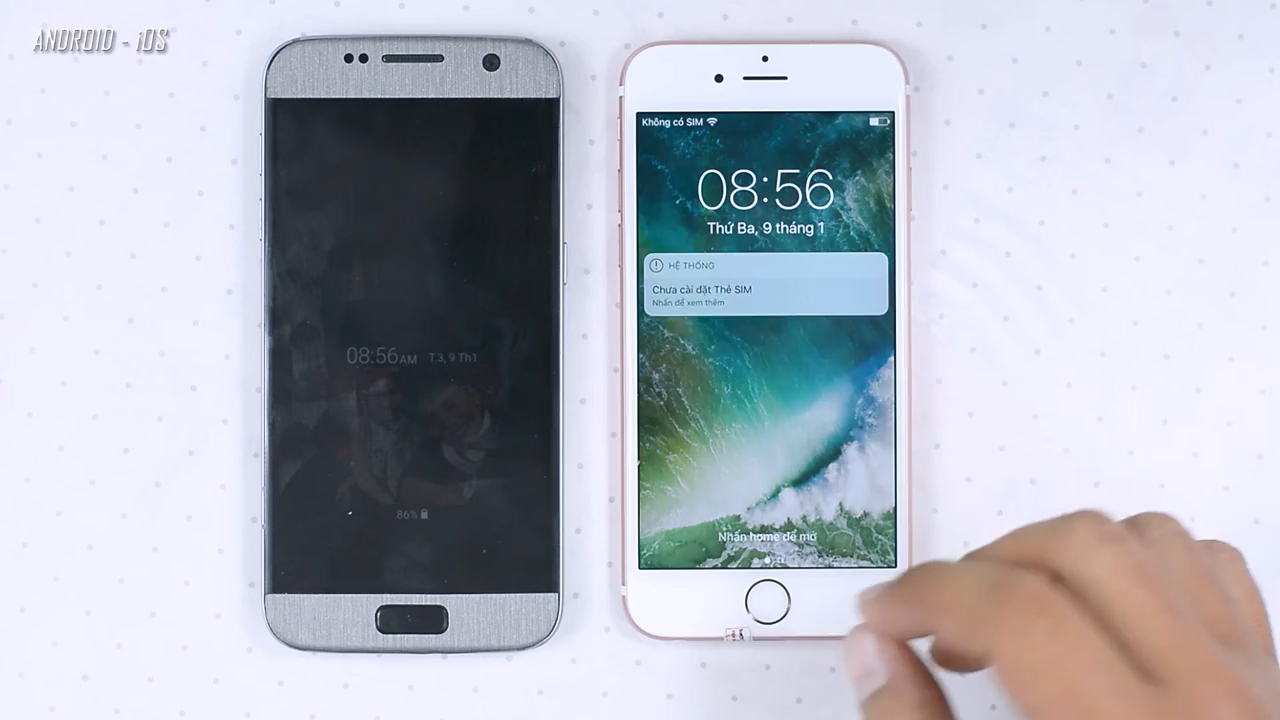 ANDROID - iOS
08:56AM T.3, 9 Th1
86%
Không có SIM
08:56
Thứ Ba, 9 tháng 1
HỆ THỐNG
Chưa cài đặt Thẻ SIM
Nhấn để xem thêm
Nhấn home để mở